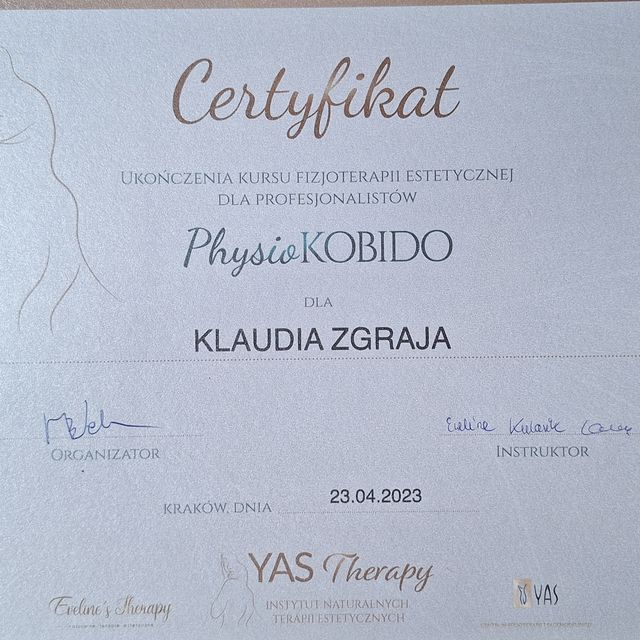 Certyfikat
UKOŃCZENIA KURSU FIZJOTERAPII ESTETYCZNEJ
DLA PROFESJONALISTÓW
PhysioKOBIDO
DLA
KLAUDIA ZGRAJA
Eveline
ORGANIZATOR
INSTRUKTOR
KRAKÓW, DNIA 23.04.2023
YAS Therapy
INSTYTUT NATURALNYCH
TERAPII ESTETYCZNYCH
Eveline's Therapy
YAS